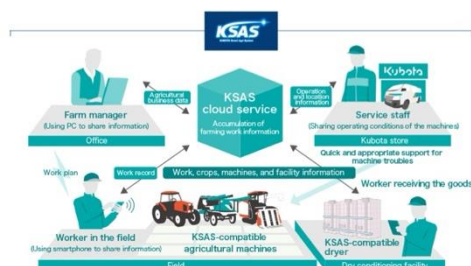 KSAS
KSAS
cloud service
Accumulation of
farming work information
Agricultural
business data
Operation
and location
information
Kubota
Farm manager
(Using PC to share information)
Office
Service staff
(Sharing operating conditions of the machines)
Kubota store
Quick and appropriate support for
machine troubles
Work plan
Work record
Work, crops, machines, and facility information
Worker receiving the goods
Worker in the field
(Using smartphone to share information)
KSAS-compatible
agricultural machines
KSAS-compatible
dryer
Field
Dry conditioning facility